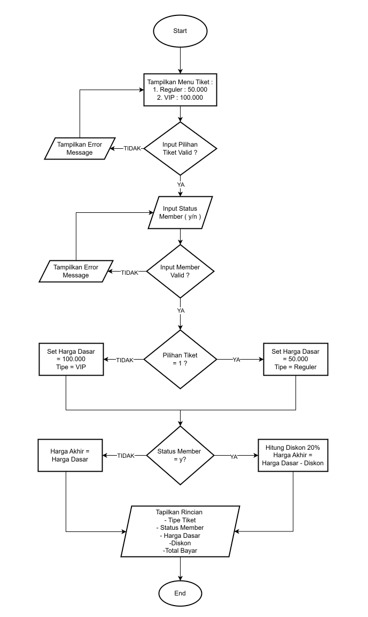 Start
Tampilkan Menu Tiket :
1. Reguler : 50.000
2. VIP : 100.000
Tampilkan Error
Message
TIDAK
Input Pilihan
Tiket Valid ?
YA
Input Status
Member ( y/n )
Tampilkan Error
Message
TIDAK
Input Member
Valid ?
YA
Set Harga Dasar
= 100.000
Tipe = VIP
TIDAK
Pilihan Tiket
= 1 ?
YA
Set Harga Dasar
= 50.000
Tipe = Reguler
Harga Akhir =
Harga Dasar
TIDAK
Status Member
= y?
YA
Hitung Diskon 20%
Harga Akhir =
Harga Dasar - Diskon
Tapilkan Rincian
- Tipe Tiket
- Status Member
- Harga Dasar
-Diskon
-Total Bayar
End